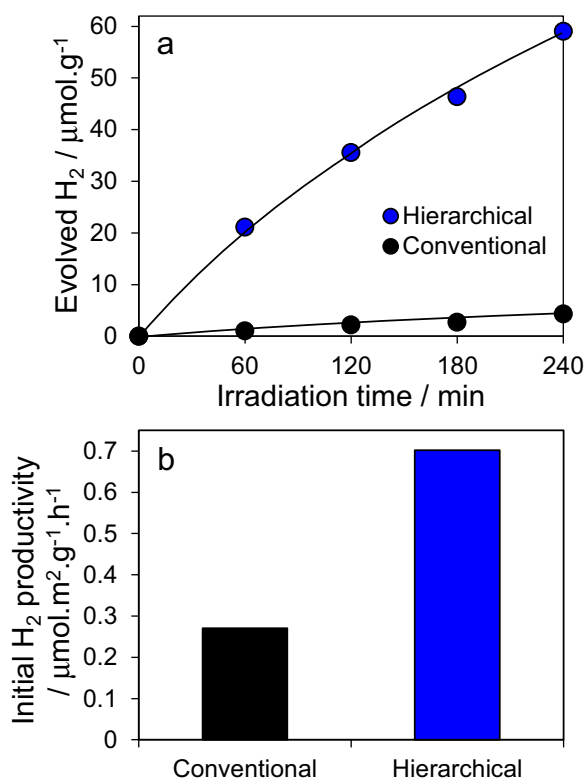 a
60
50
40
30
20
10
0
Evolved H₂ / μmol.g⁻¹
Hierarchical
Conventional
0 60 120 180 240
Irradiation time / min
b
0.7
0.6
0.5
0.4
0.3
0.2
0.1
0
Initial H₂ productivity
/ μmol.m².g⁻¹.h⁻¹
Conventional Hierarchical